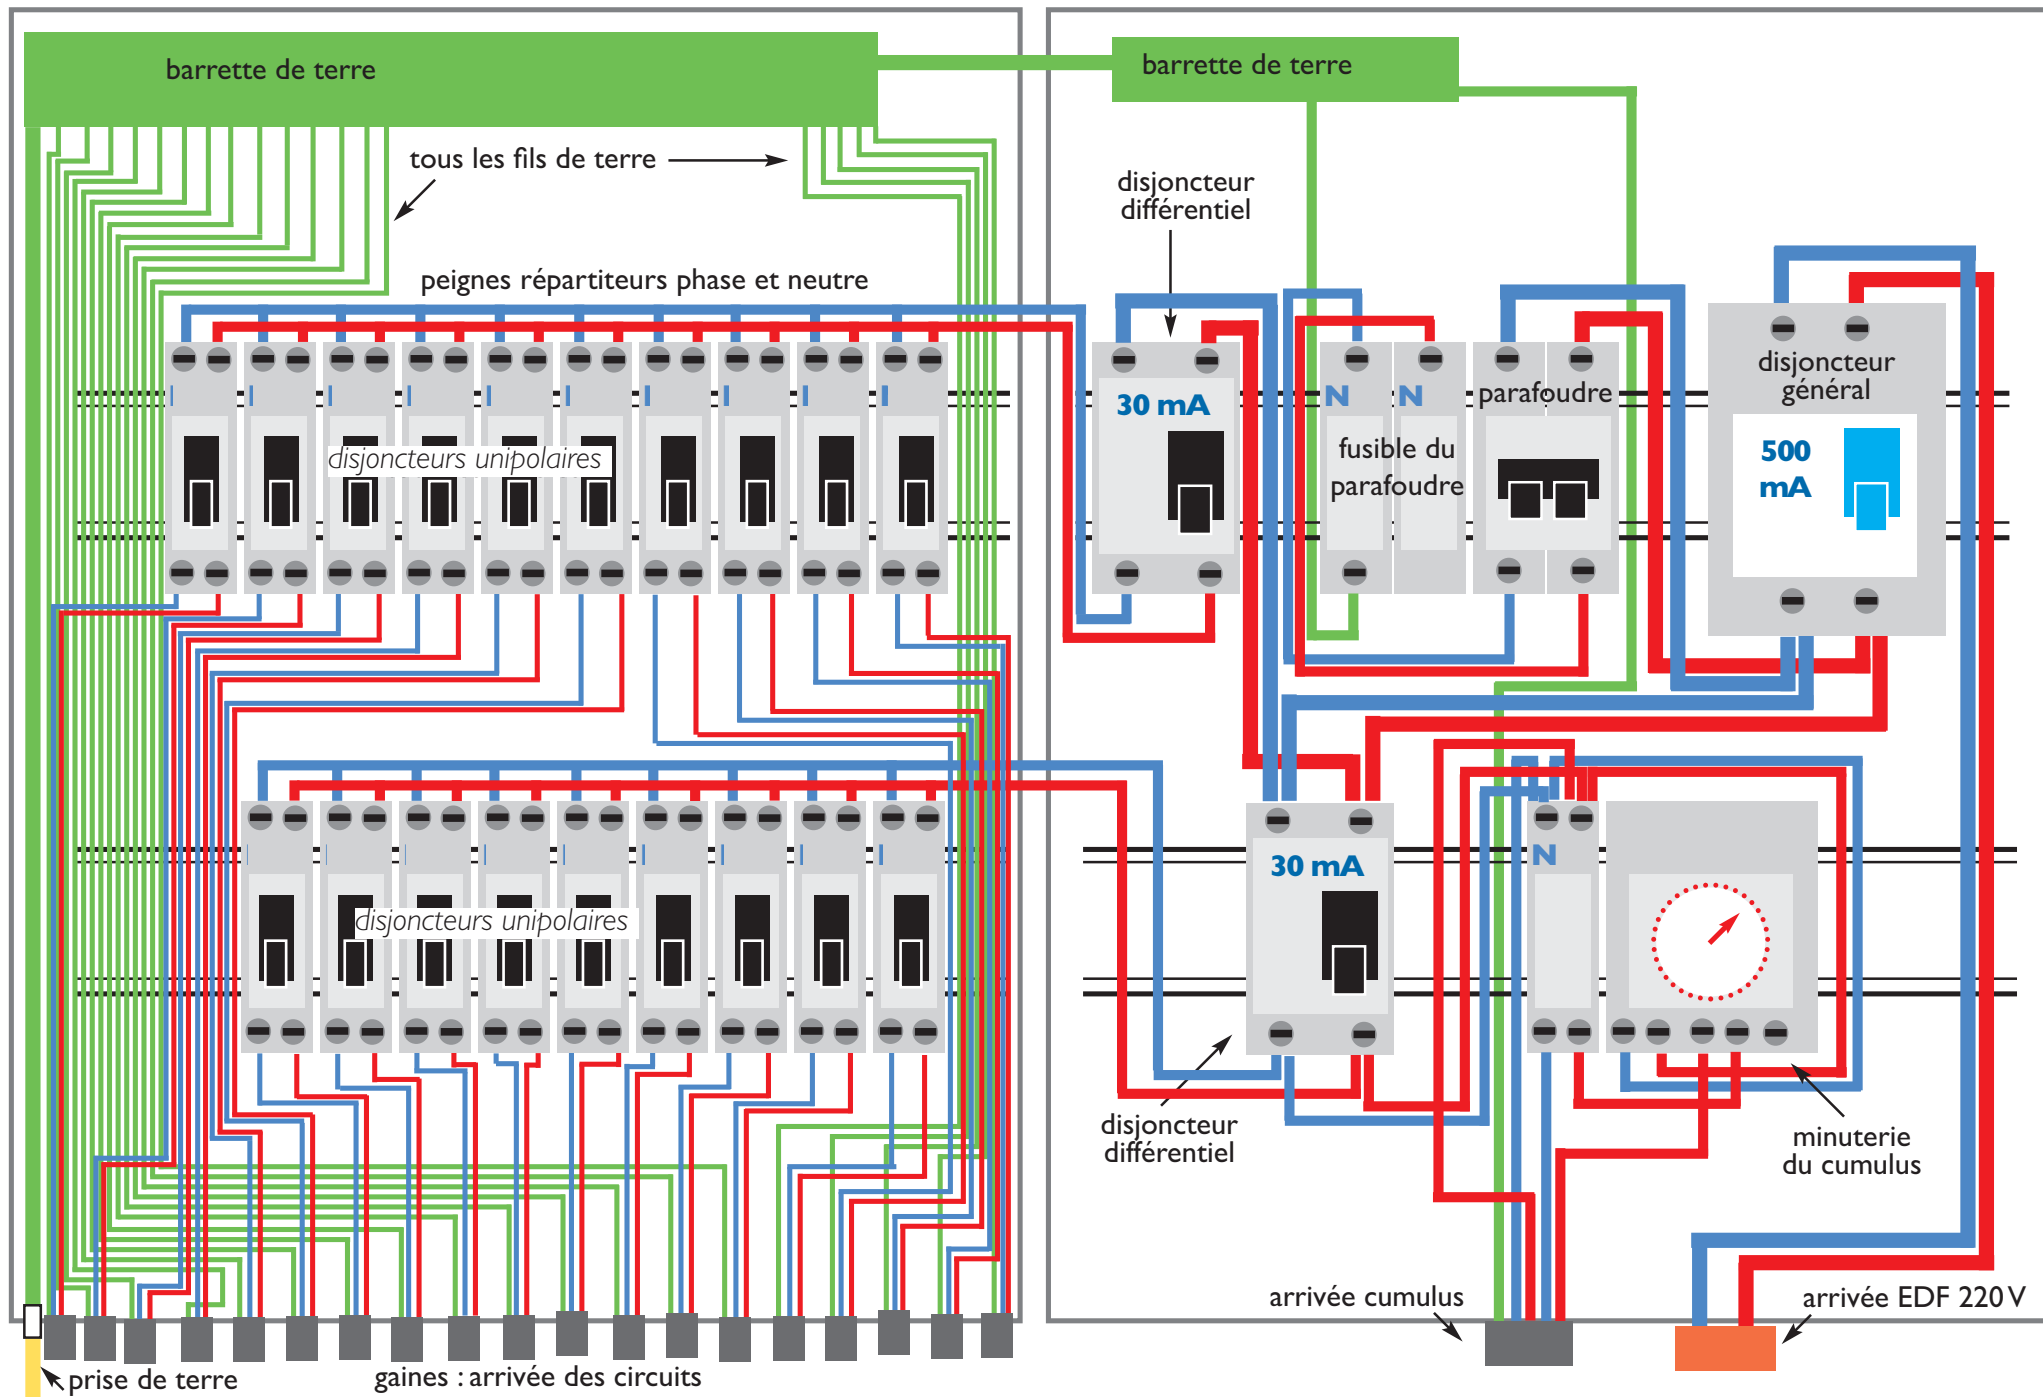 barrette de terre
barrette de terre
tous les fils de terre
disjoncteur
différentiel
peignes répartiteurs phase et neutre
disjoncteur
général
parafoudre
30 mA
N
N
fusible du
parafoudre
500
mA
disjoncteurs unipolaires
30 mA
N
disjoncteurs unipolaires
disjoncteur
différentiel
minuterie
du cumulus
arrivée cumulus
arrivée EDF 220 V
prise de terre
gaines : arrivée des circuits